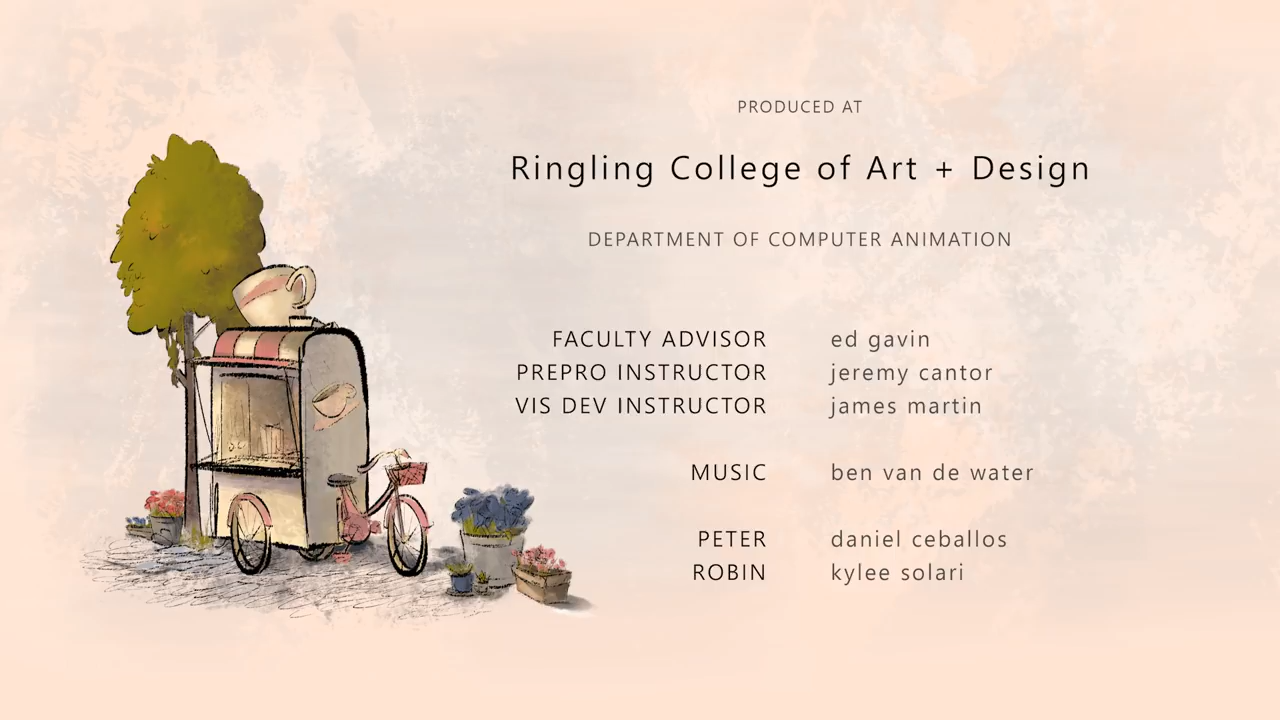 PRODUCED AT
Ringling College of Art + Design
DEPARTMENT OF COMPUTER ANIMATION
FACULTY ADVISOR ed gavin
PREPRO INSTRUCTOR jeremy cantor
VIS DEV INSTRUCTOR james martin
MUSIC ben van de water
PETER daniel ceballos
ROBIN kylee solari